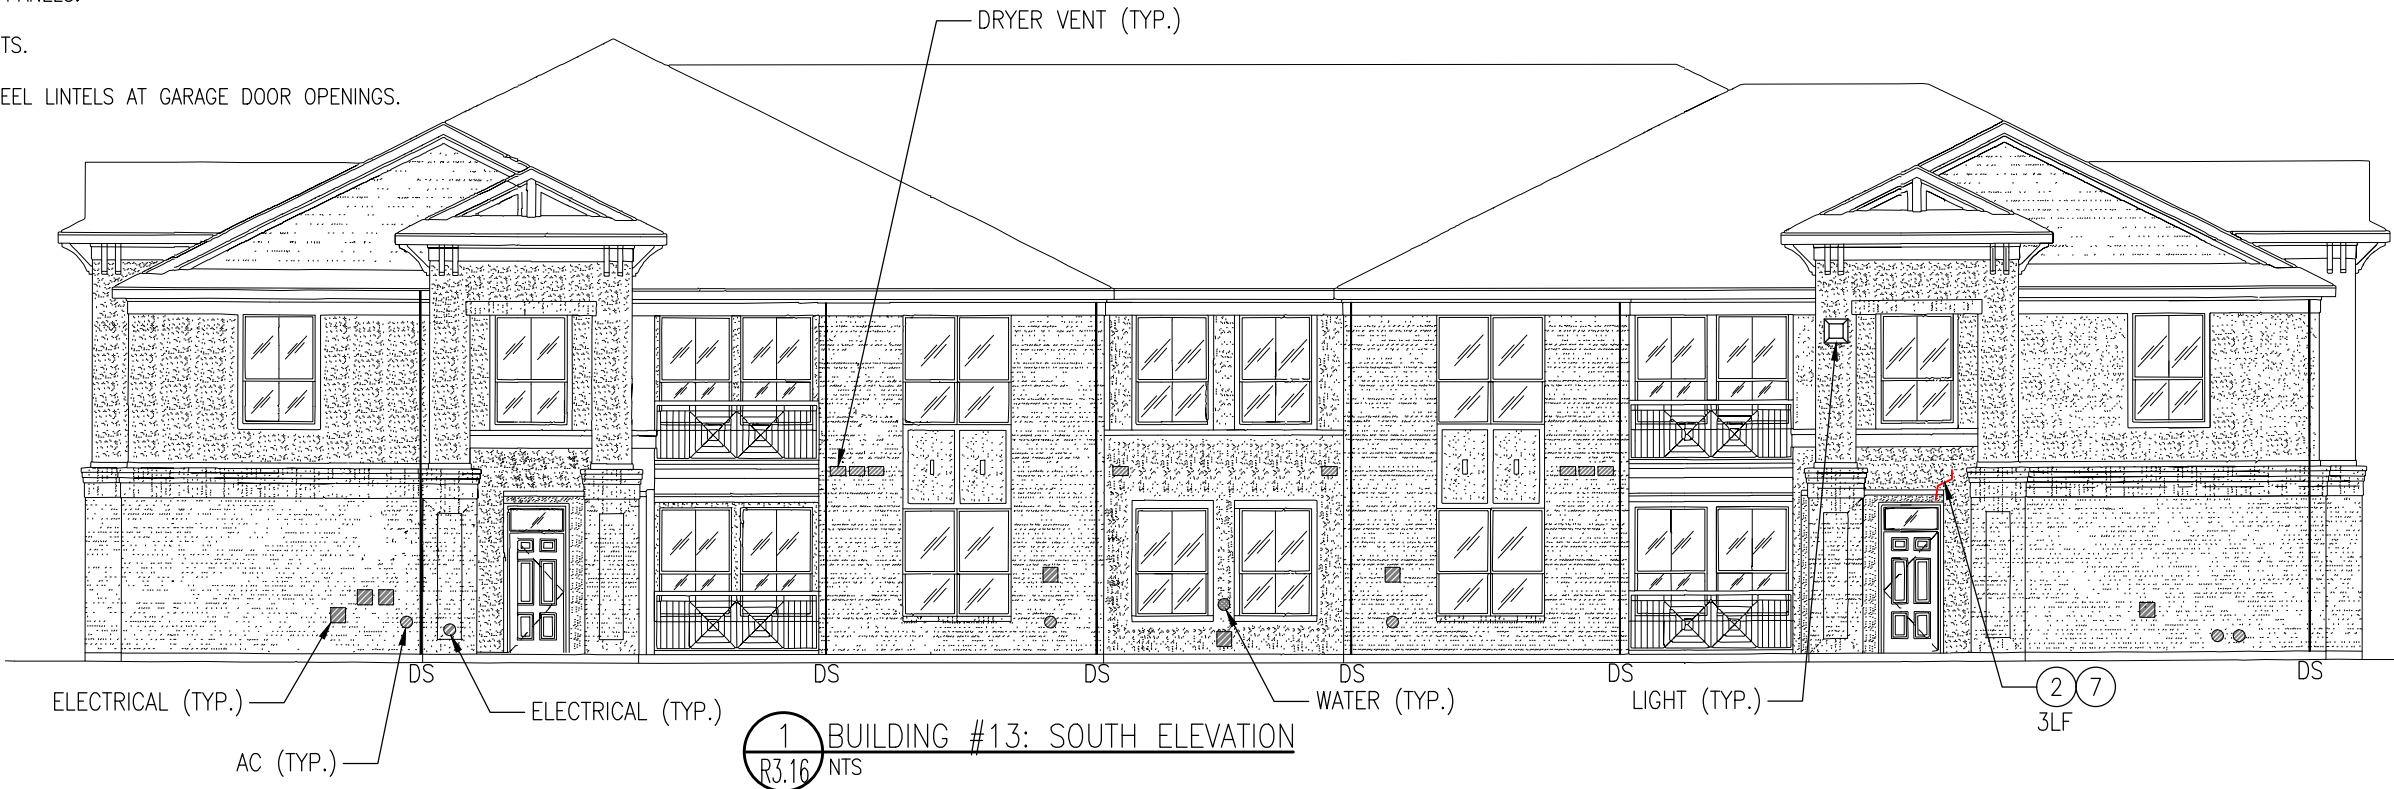 PANELS.
DRYER VENT (TYP.)
TS.
EEL LINTELS AT GARAGE DOOR OPENINGS.
DS
DS
DS
DS
DS
DS
ELECTRICAL (TYP.)
ELECTRICAL (TYP.)
WATER (TYP.)
LIGHT (TYP.)
2 7
3LF
AC (TYP.)
1
R3.16
BUILDING #13: SOUTH ELEVATION
NTS